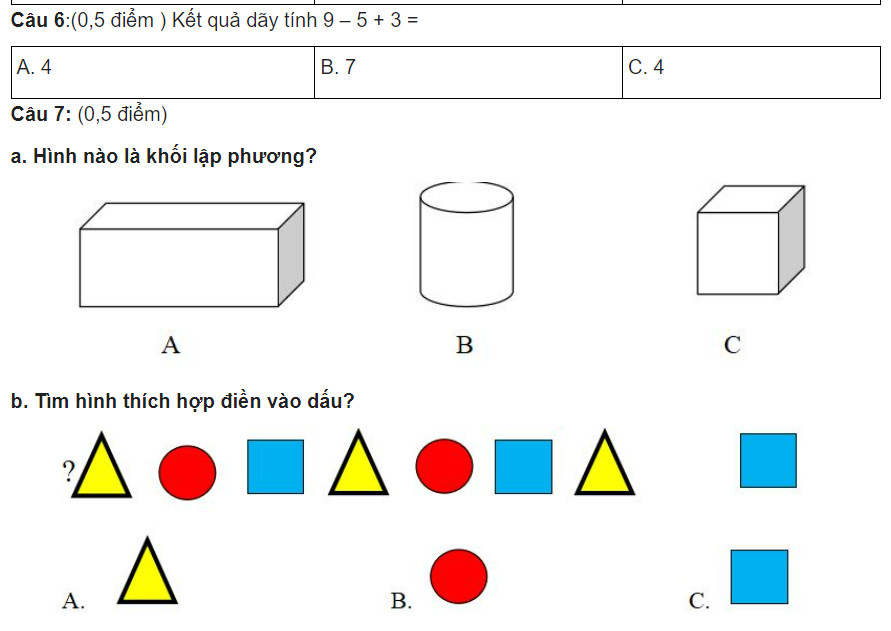 Câu 6:(0,5 điểm ) Kết quả dãy tính 9 – 5 + 3 =
A. 4 B. 7 C. 4
Câu 7: (0,5 điểm)
a. Hình nào là khối lập phương?
A B C
b. Tìm hình thích hợp điền vào dấu?
?
A. B. C.